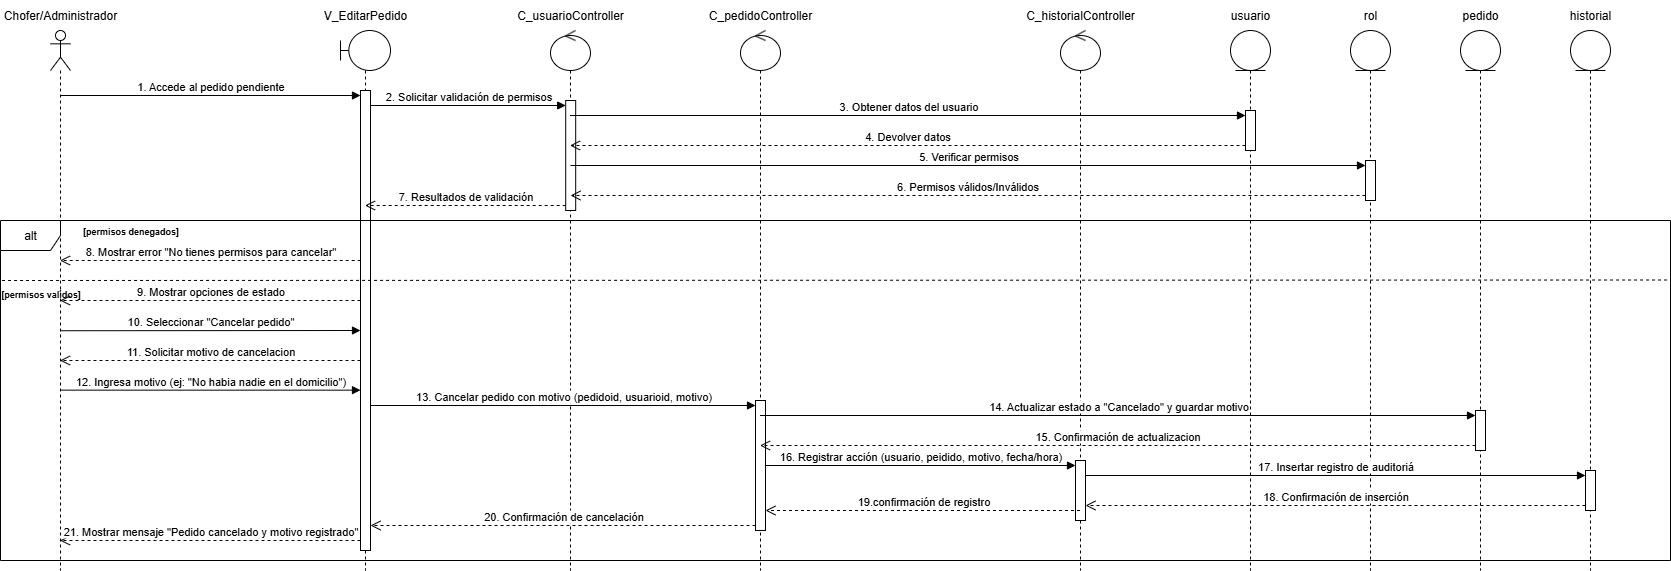 Chofer/Administrador
V_EditarPedido
C_usuarioController
C_pedidoController
C_historialController
usuario
rol
pedido
historial
1. Accede al pedido pendiente
2. Solicitar validación de permisos
3. Obtener datos del usuario
4. Devolver datos
5. Verificar permisos
6. Permisos válidos/Inválidos
7. Resultados de validación
alt
[permisos denegados]
8. Mostrar error "No tienes permisos para cancelar"
[permisos validos]
9. Mostrar opciones de estado
10. Seleccionar "Cancelar pedido"
11. Solicitar motivo de cancelacion
12. Ingresa motivo (ej: "No habia nadie en el domicilio")
13. Cancelar pedido con motivo (pedidoid, usuarioid, motivo)
14. Actualizar estado a "Cancelado" y guardar motivo
15. Confirmación de actualizacion
16. Registrar acción (usuario, peidido, motivo, fecha/hora)
17. Insertar registro de auditoriá
18. Confirmación de inserción
19.confirmación de registro
20. Confirmación de cancelación
21. Mostrar mensaje "Pedido cancelado y motivo registrado"